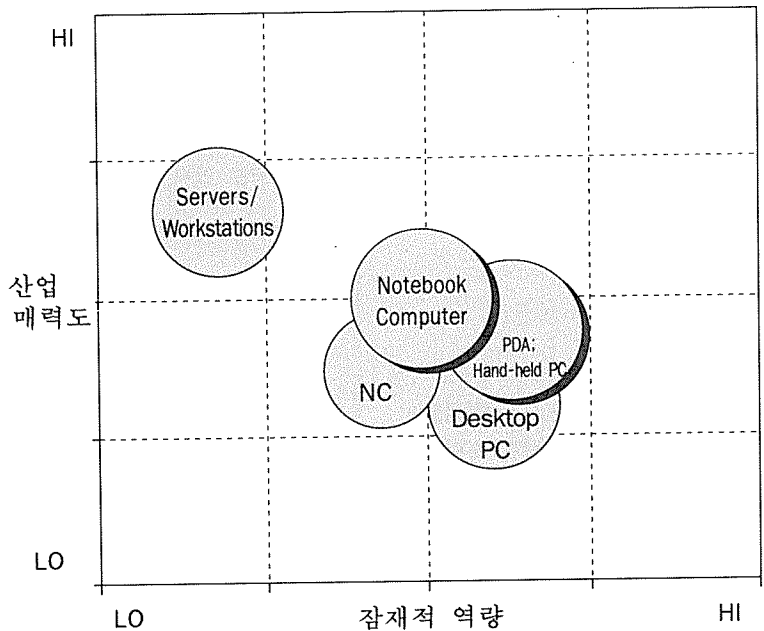 HI
Servers/
Workstations
산업
매력도
Notebook
Computer
PDA;
Hand-held PC
NC
Desktop
PC
LO
LO
잠재적 역량
HI